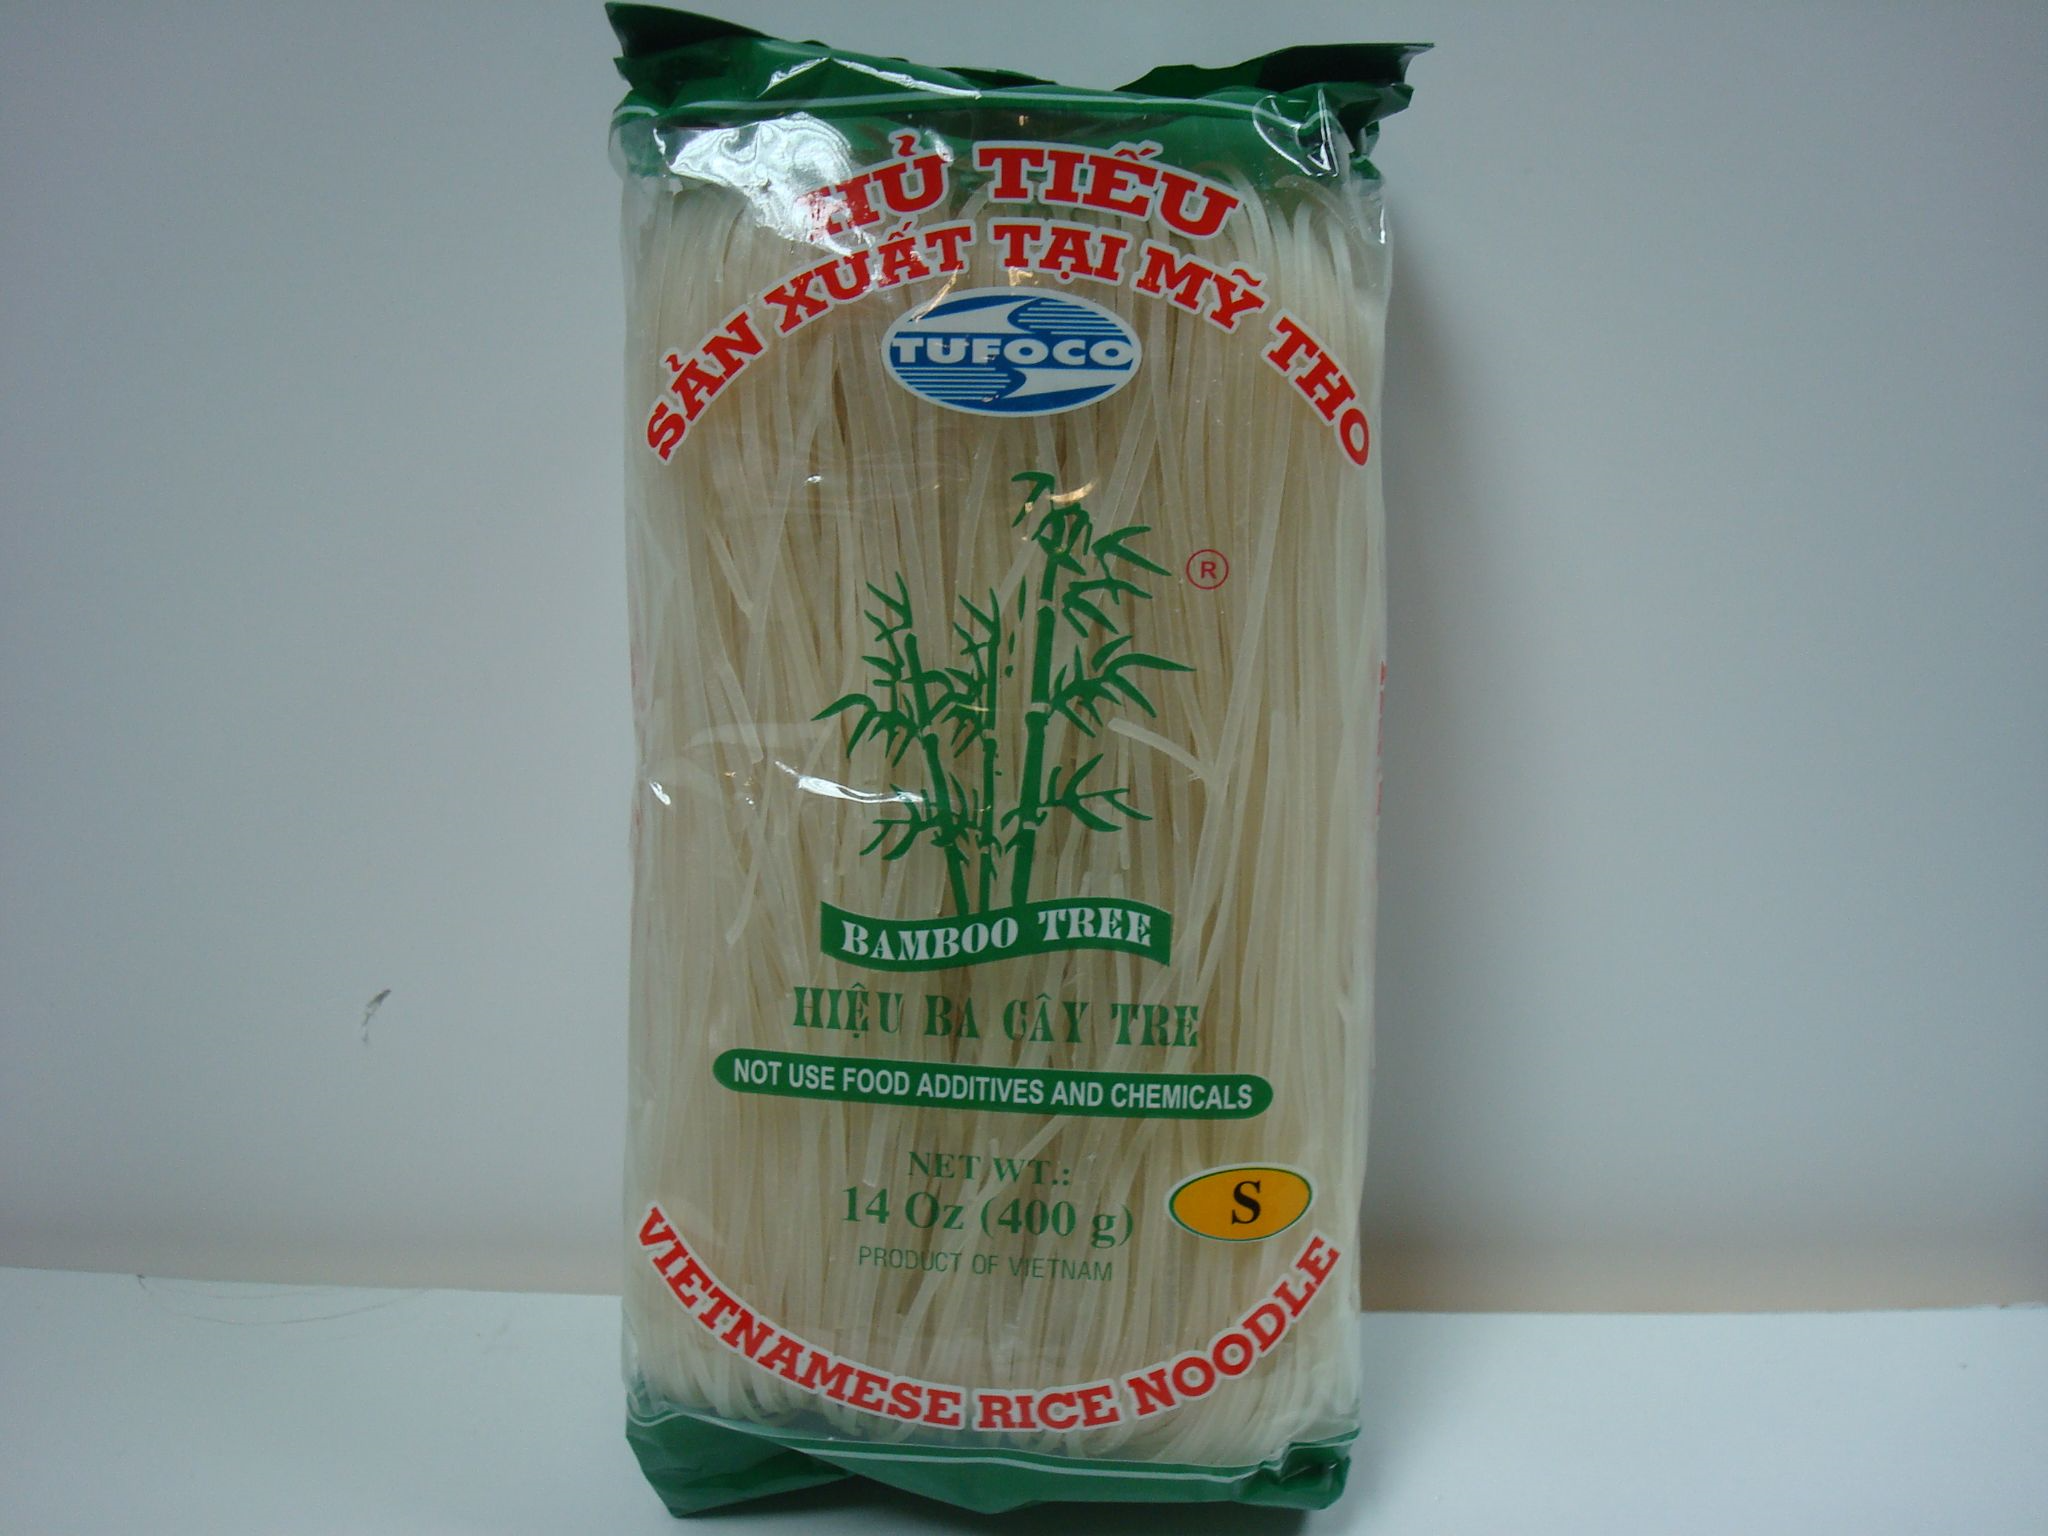 HỦ TIẾU
SẢN XUẤT TẠI MỸ THO
TUFOCO
®
BAMBOO TREE
HIỆU BA CÂY TRE
NOT USE FOOD ADDITIVES AND CHEMICALS
NET WT.:
14 Oz (400 g)
S
PRODUCT OF VIETNAM
VIETNAMESE RICE NOODLE